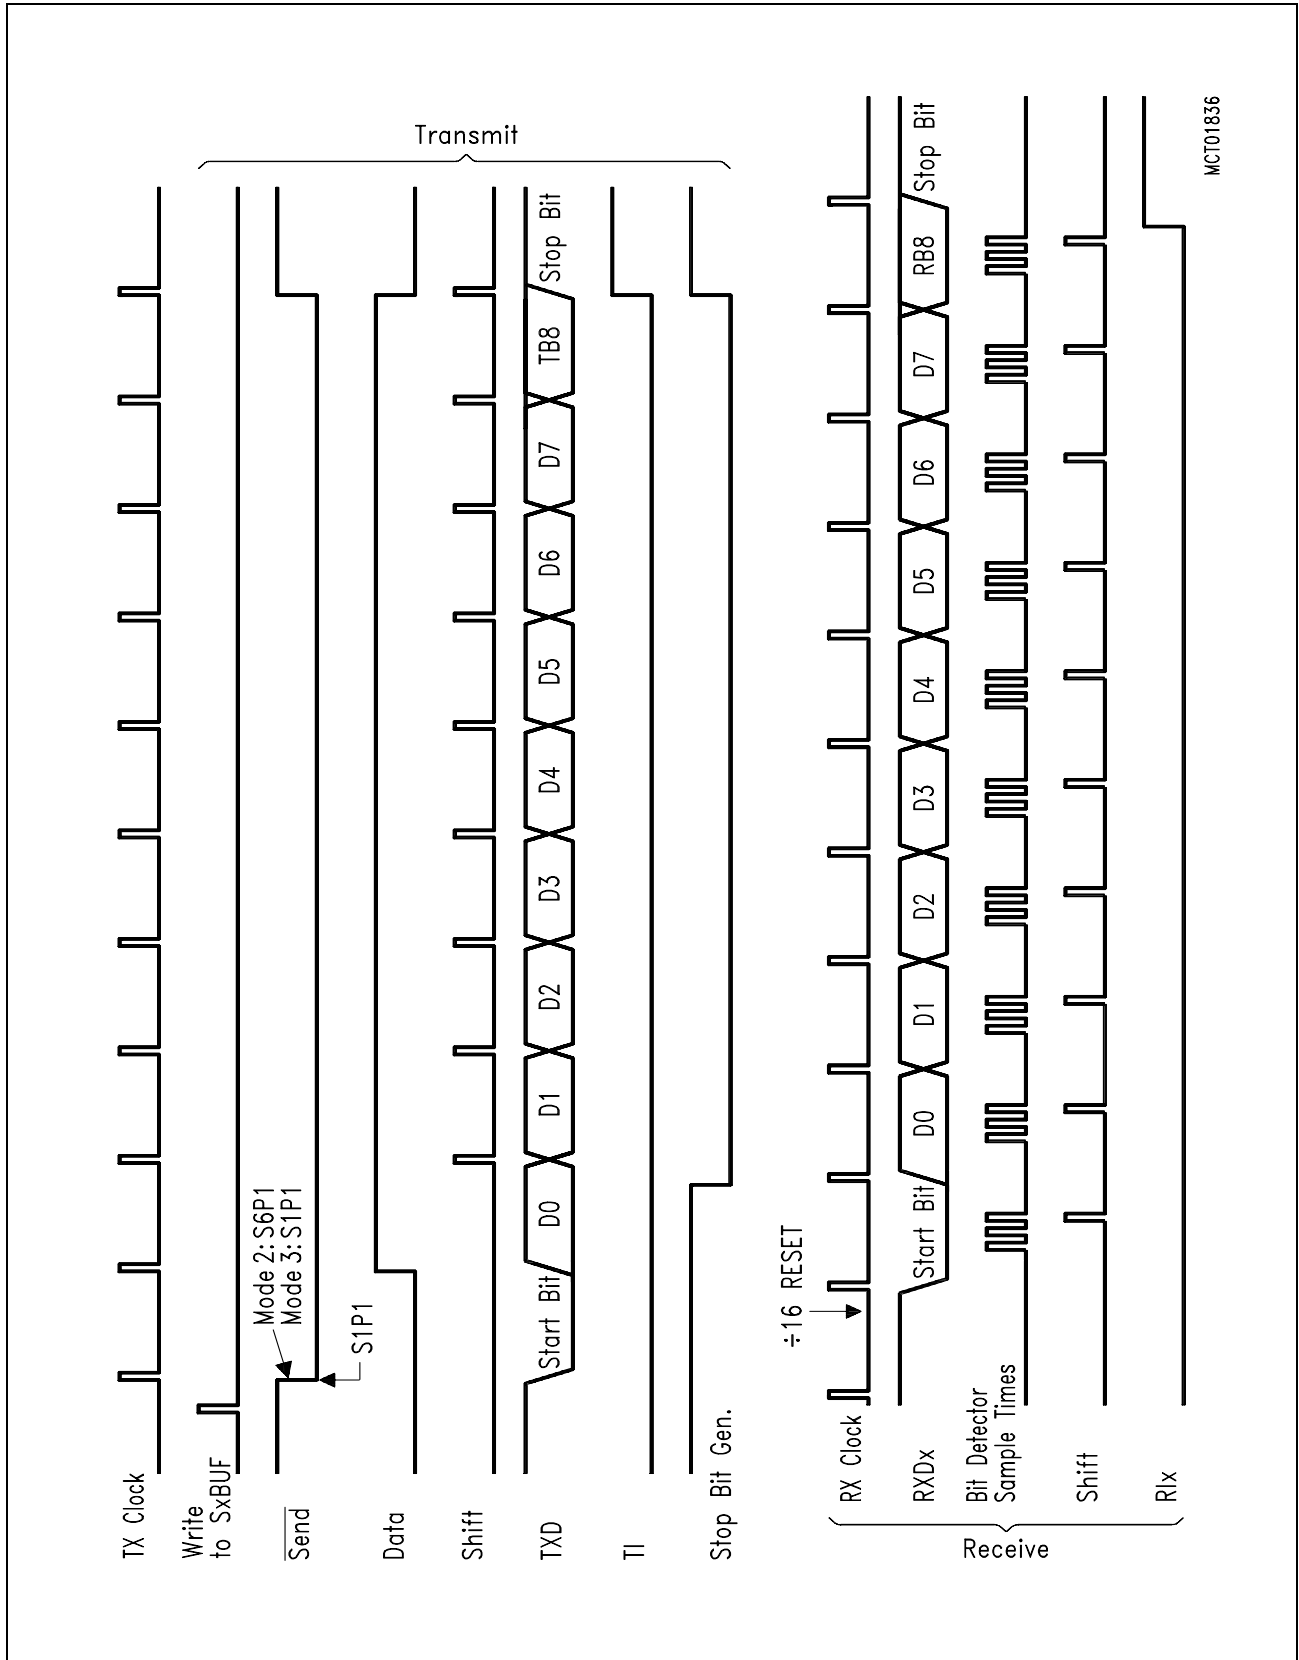 Transmit
TX Clock
Write
to SxBUF
Send
Mode 2:S6P1
Mode 3:S1P1
S1P1
Data
Shift
TXD
Start Bit D0 D1 D2 D3 D4 D5 D6 D7 TB8 Stop Bit
TI
Stop Bit Gen.
Receive
÷16 RESET
RX Clock
RXDx
Start Bit D0 D1 D2 D3 D4 D5 D6 D7 RB8 Stop Bit
Bit Detector
Sample Times
Shift
RIx
MCT01836